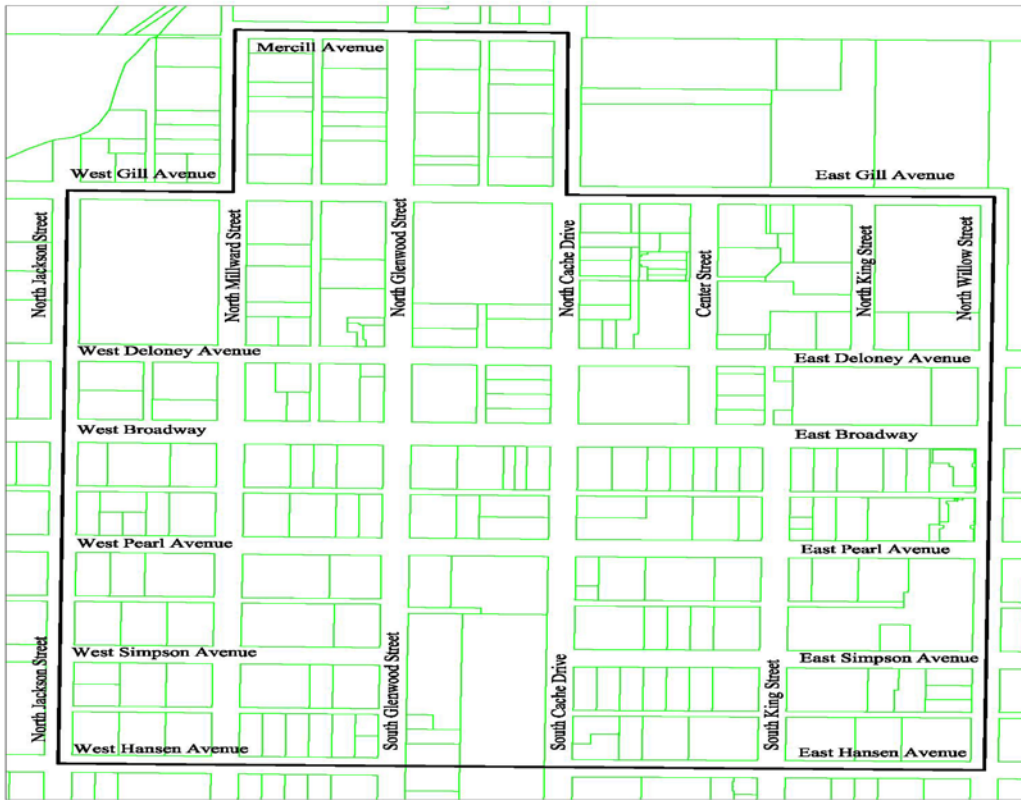 Mercill Avenue
West Gill Avenue
East Gill Avenue
North Jackson Street
North Millward Street
North Glenwood Street
North Cache Drive
Center Street
North King Street
North Willow Street
West Deloney Avenue
East Deloney Avenue
West Broadway
East Broadway
West Pearl Avenue
East Pearl Avenue
North Jackson Street
South Glenwood Street
South Cache Drive
South King Street
West Simpson Avenue
East Simpson Avenue
West Hansen Avenue
East Hansen Avenue